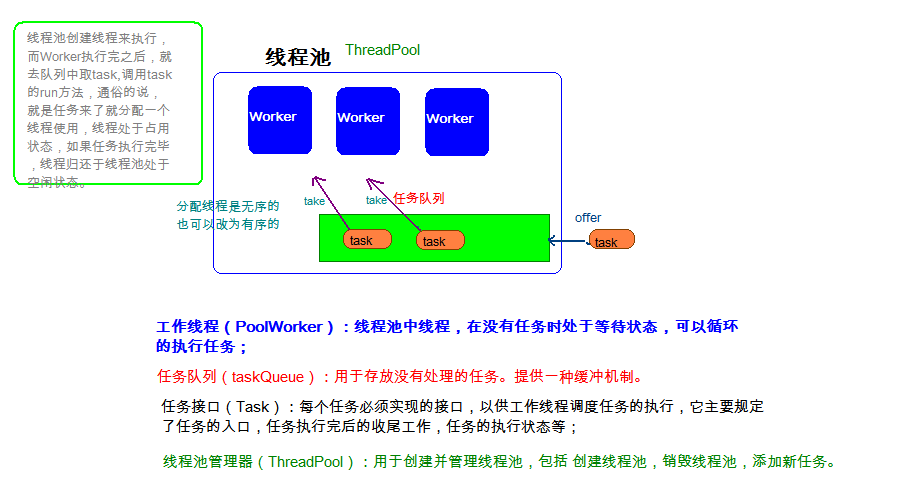 线程池创建线程来执行，
而Worker执行完之后，就
去队列中取task,调用task
的run方法，通俗的说，
就是任务来了就分配一个
线程使用，线程处于占用
状态，如果任务执行完毕
，线程归还于线程池处于
空闲状态。
线程池 ThreadPool
Worker Worker Worker
分配线程是无序的
也可以改为有序的
take take 任务队列
offer
task task task
工作线程（PoolWorker）：线程池中线程，在没有任务时处于等待状态，可以循环
的执行任务；
任务队列（taskQueue）：用于存放没有处理的任务。提供一种缓冲机制。
任务接口（Task）：每个任务必须实现的接口，以供工作线程调度任务的执行，它主要规定
了任务的入口，任务执行完后的收尾工作，任务的执行状态等；
线程池管理器（ThreadPool）：用于创建并管理线程池，包括 创建线程池，销毁线程池，添加新任务。